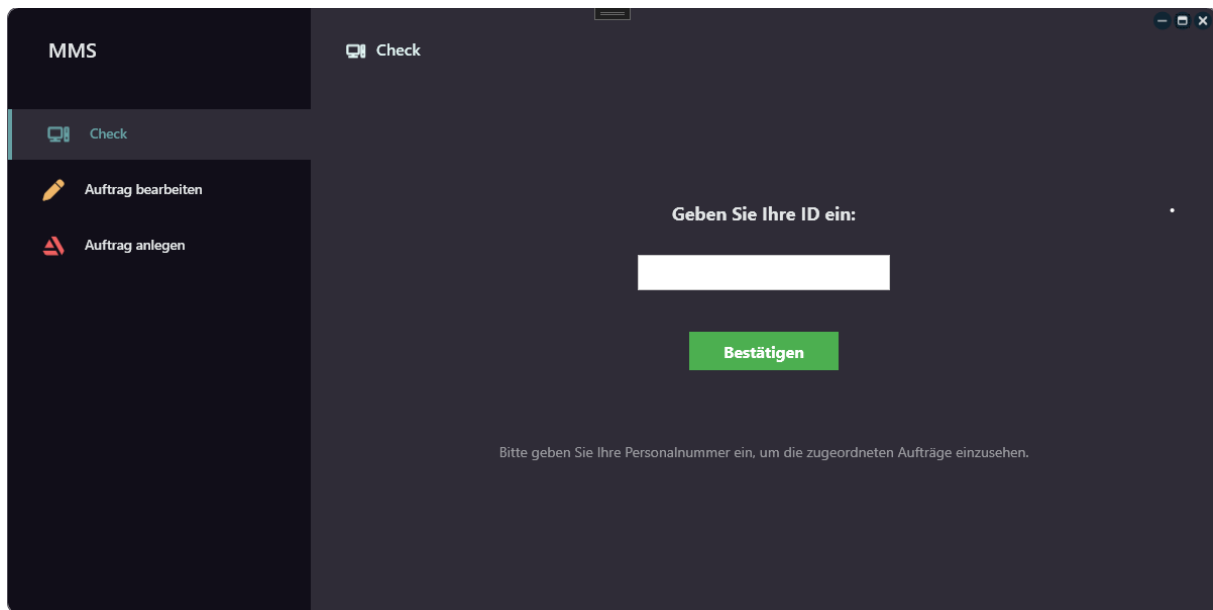 MMS
Check
Check
Auftrag bearbeiten
Auftrag anlegen
Geben Sie Ihre ID ein:
Bestätigen
Bitte geben Sie Ihre Personalnummer ein, um die zugeordneten Aufträge einzusehen.